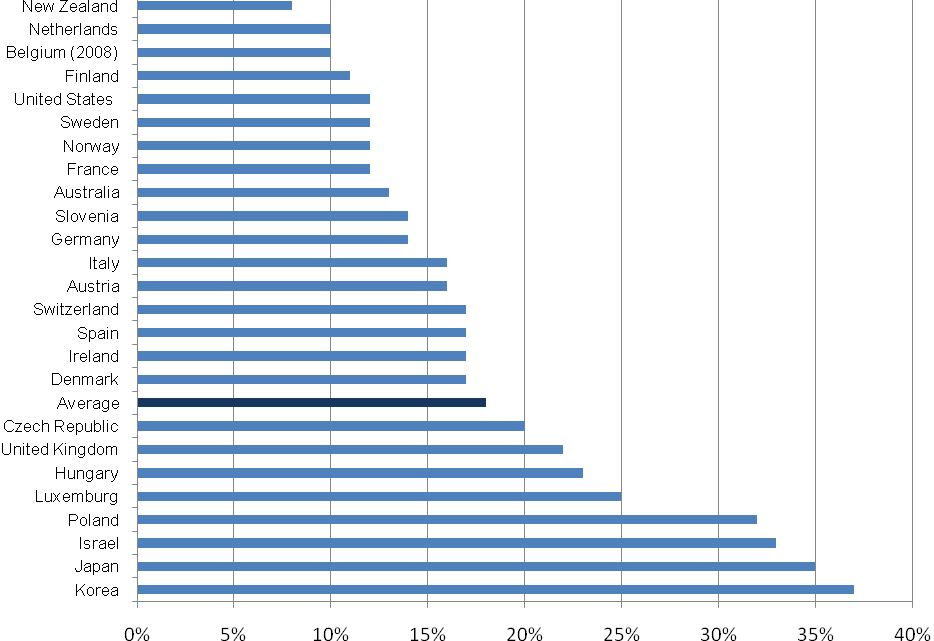 New Zealand
Netherlands
Belgium (2008)
Finland
United States
Sweden
Norway
France
Australia
Slovenia
Germany
Italy
Austria
Switzerland
Spain
Ireland
Denmark
Average
Czech Republic
United Kingdom
Hungary
Luxemburg
Poland
Israel
Japan
Korea
0% 5% 10% 15% 20% 25% 30% 35% 40%